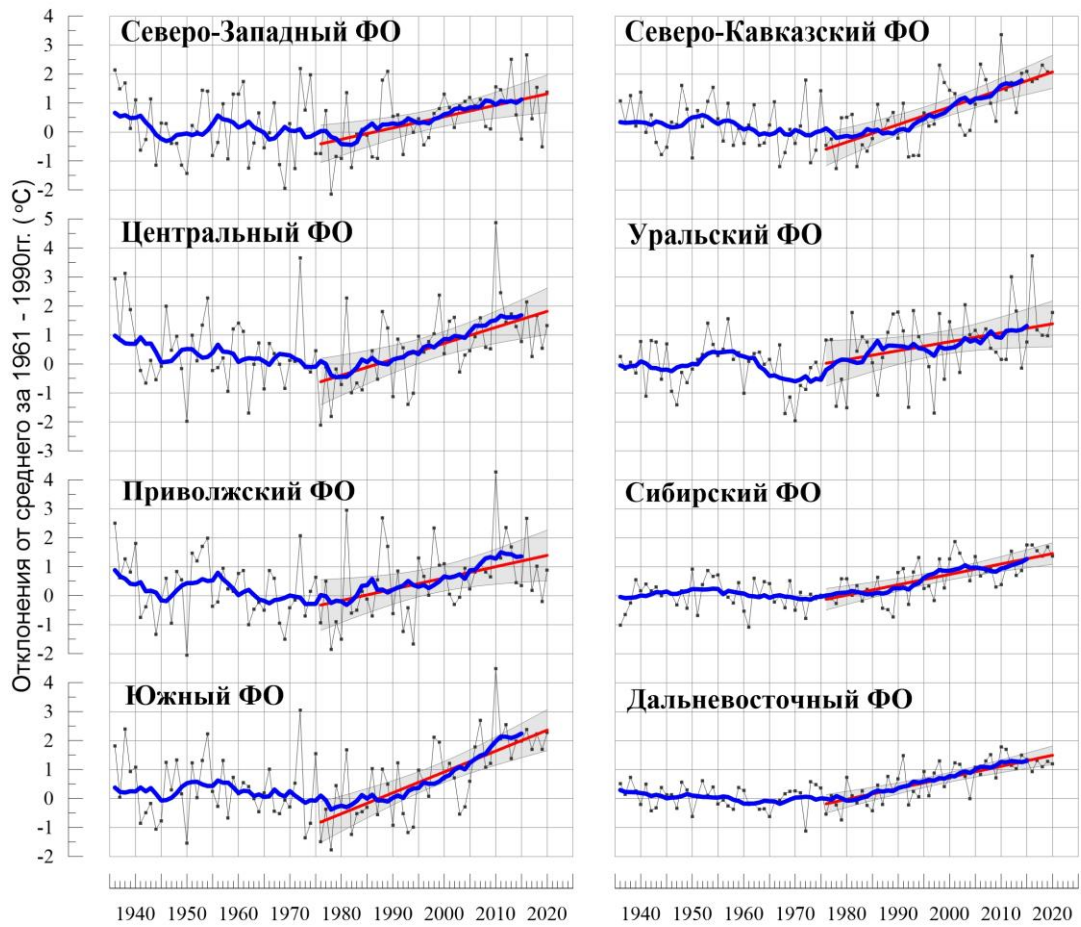 Отклонения от среднего за 1961 - 1990гг. (°C)
4
3
2
1
0
-1
-2
5
4
3
2
1
0
-1
-2
-3
4
3
2
1
0
-1
-2
4
3
2
1
0
-1
-2
Северо-Западный ФО
Северо-Кавказский ФО
Центральный ФО
Уральский ФО
Приволжский ФО
Сибирский ФО
Южный ФО
Дальневосточный ФО
1940 1950 1960 1970 1980 1990 2000 2010 2020
1940 1950 1960 1970 1980 1990 2000 2010 2020